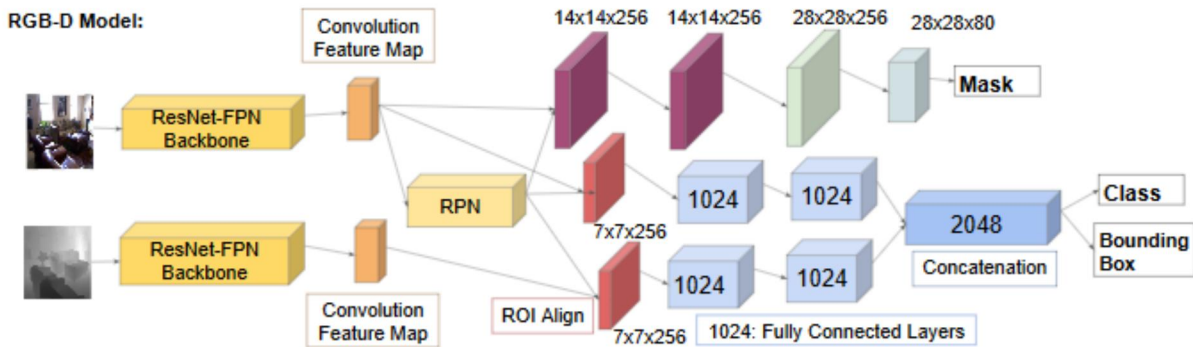 RGB-D Model:
Convolution
Feature Map
14x14x256
14x14x256
28x28x256
28x28x80
Mask
ResNet-FPN
Backbone
RPN
7x7x256
1024
1024
Class
2048
Bounding
Box
ResNet-FPN
Backbone
Convolution
Feature Map
ROI Align
7x7x256
1024
1024
Concatenation
1024: Fully Connected Layers